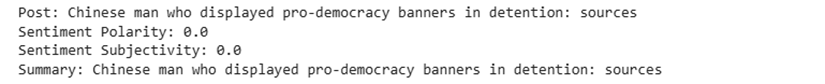 Post: Chinese man who displayed pro-democracy banners in detention: sources
Sentiment Polarity: 0.0
Sentiment Subjectivity: 0.0
Summary: Chinese man who displayed pro-democracy banners in detention: sources